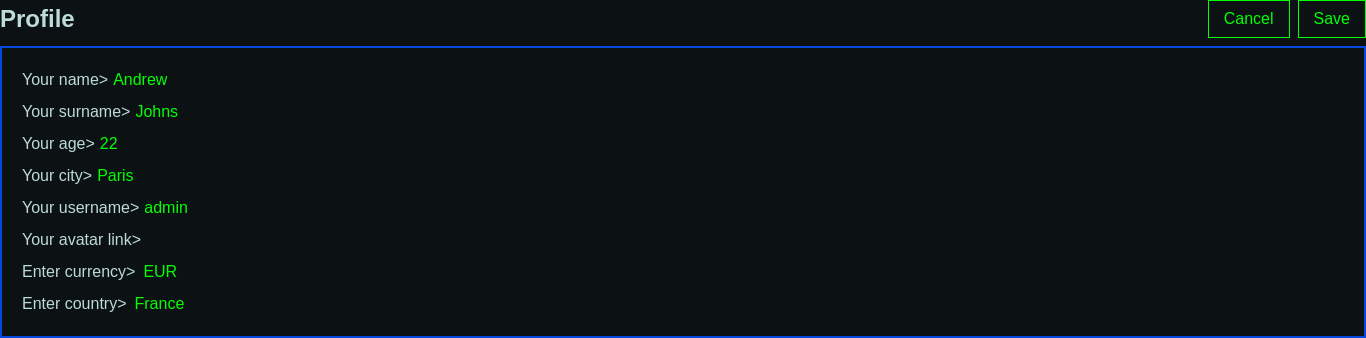 Profile
Cancel
Save
Your name> Andrew
Your surname> Johns
Your age> 22
Your city> Paris
Your username> admin
Your avatar link>
Enter currency> EUR
Enter country> France